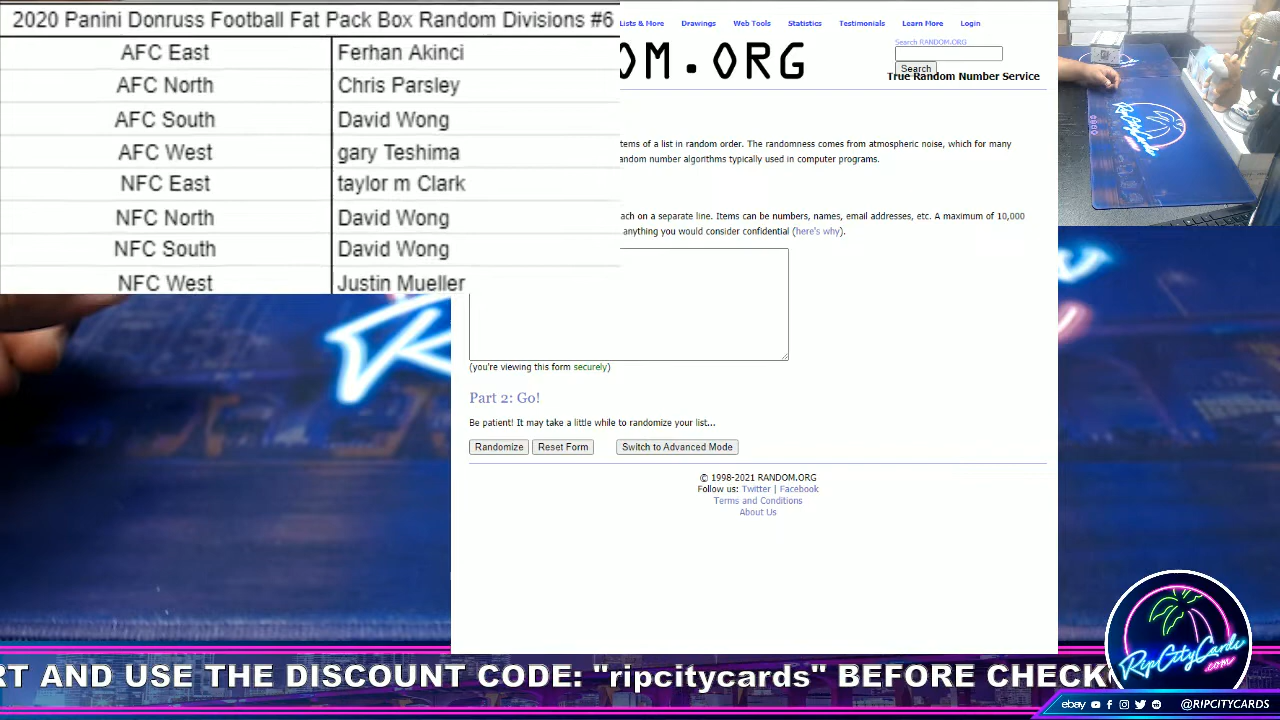 2020 Panini Donruss Football Fat Pack Box Random Divisions #6
AFC East Ferhan Akinci
AFC North Chris Parsley
AFC South David Wong
AFC West gary Teshima
NFC East taylor m Clark
NFC North David Wong
NFC South David Wong
NFC West Justin Mueller
Lists & More Drawings Web Tools Statistics Testimonials Learn More Login
Search RANDOM.ORG
OM.ORG
Search
True Random Number Service
tems of a list in random order. The randomness comes from atmospheric noise, which for many
andom number algorithms typically used in computer programs.
ach on a separate line. Items can be numbers, names, email addresses, etc. A maximum of 10,000
anything you would consider confidential (here's why).
(you're viewing this form securely)
Part 2: Go!
Be patient! It may take a little while to randomize your list...
Randomize Reset Form Switch to Advanced Mode
© 1998-2021 RANDOM.ORG
Follow us: Twitter | Facebook
Terms and Conditions
About Us
RT AND USE THE DISCOUNT CODE: "ripcitycards " BEFORE CHECK
RipCityCards
.com
ebay @RIPCITYCARDS